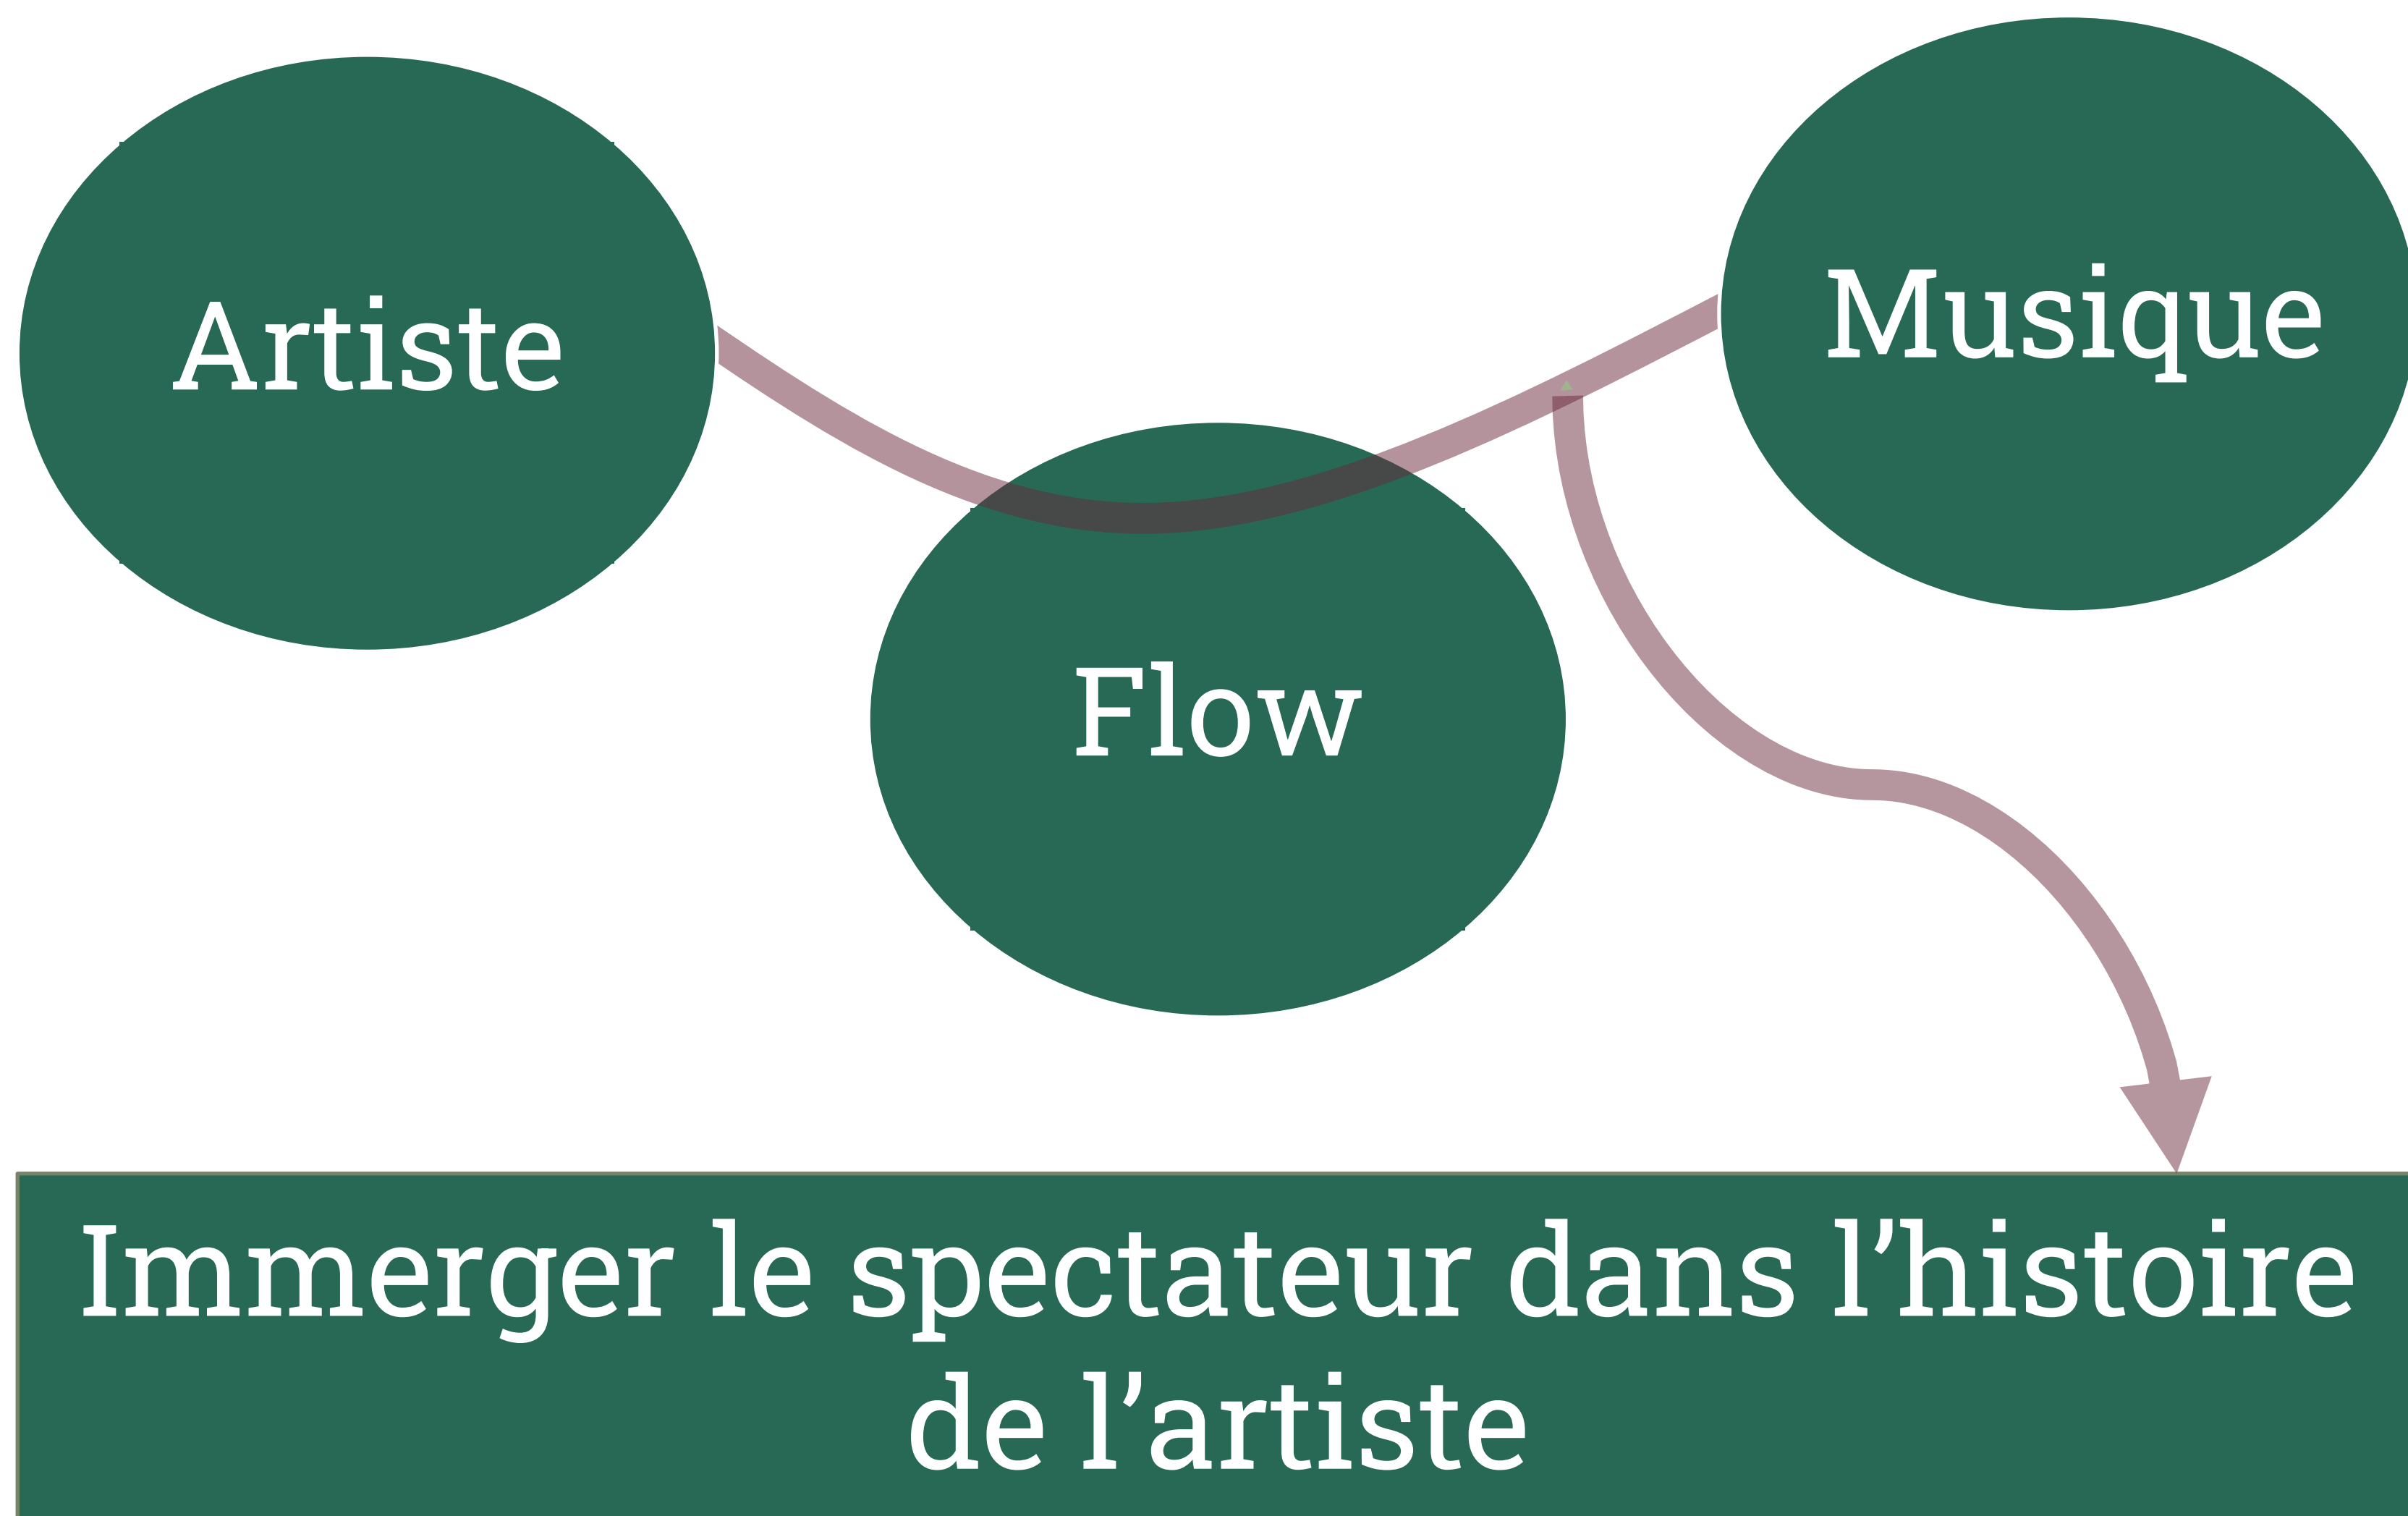 Artiste
Musique
Flow
Immerger le spectateur dans l’histoire
de l’artiste